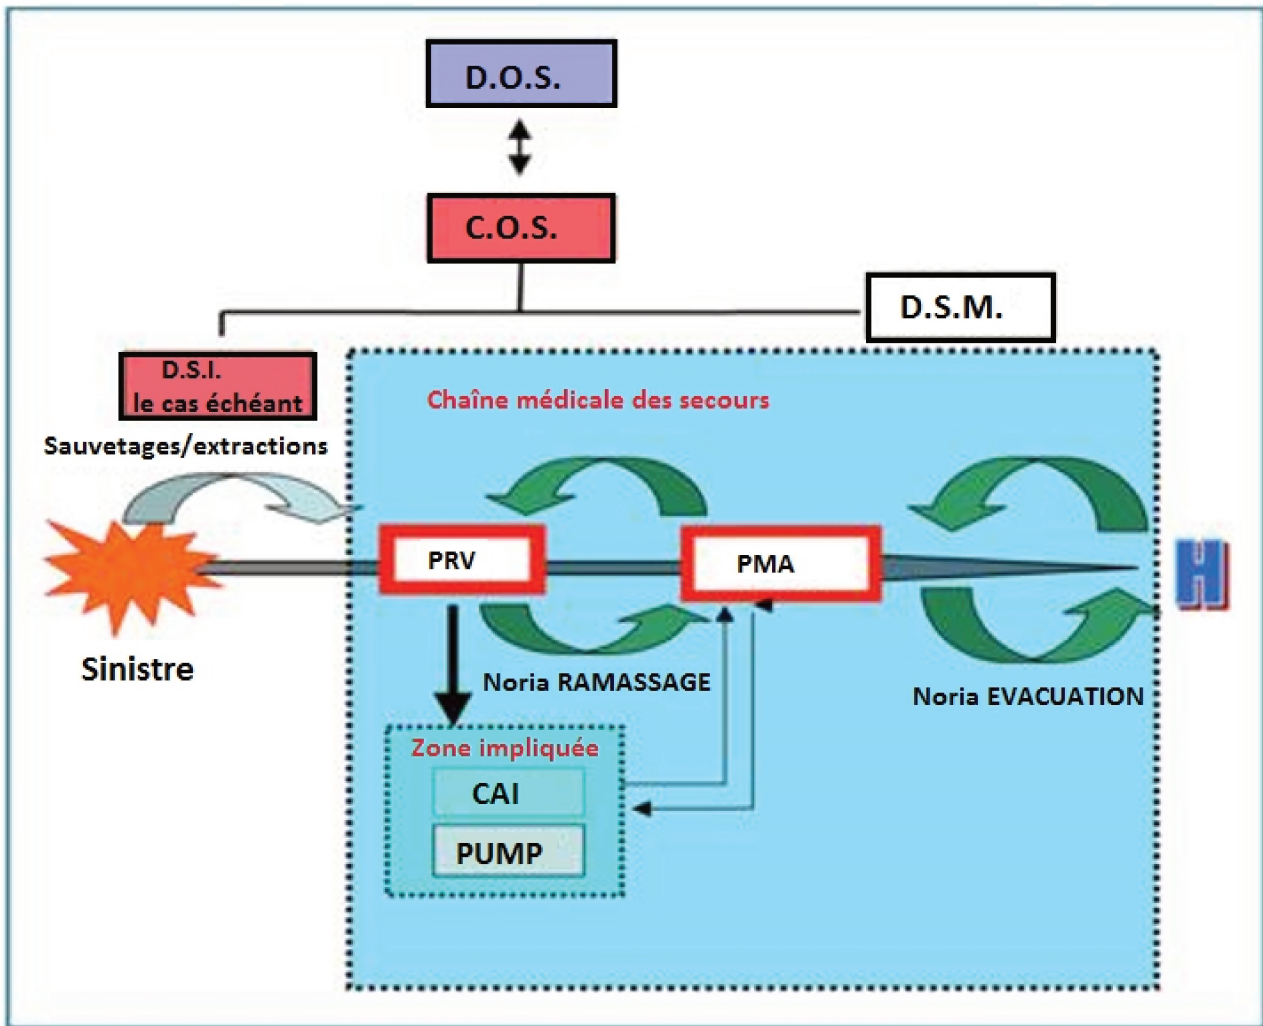 D.O.S.
C.O.S.
D.S.M.
D.S.I.
le cas échéant
Chaîne médicale des secours
Sauvetages/extractions
PRV
PMA
H
Sinistre
Noria RAMASSAGE
Noria EVACUATION
Zone impliquée
CAI
PUMP